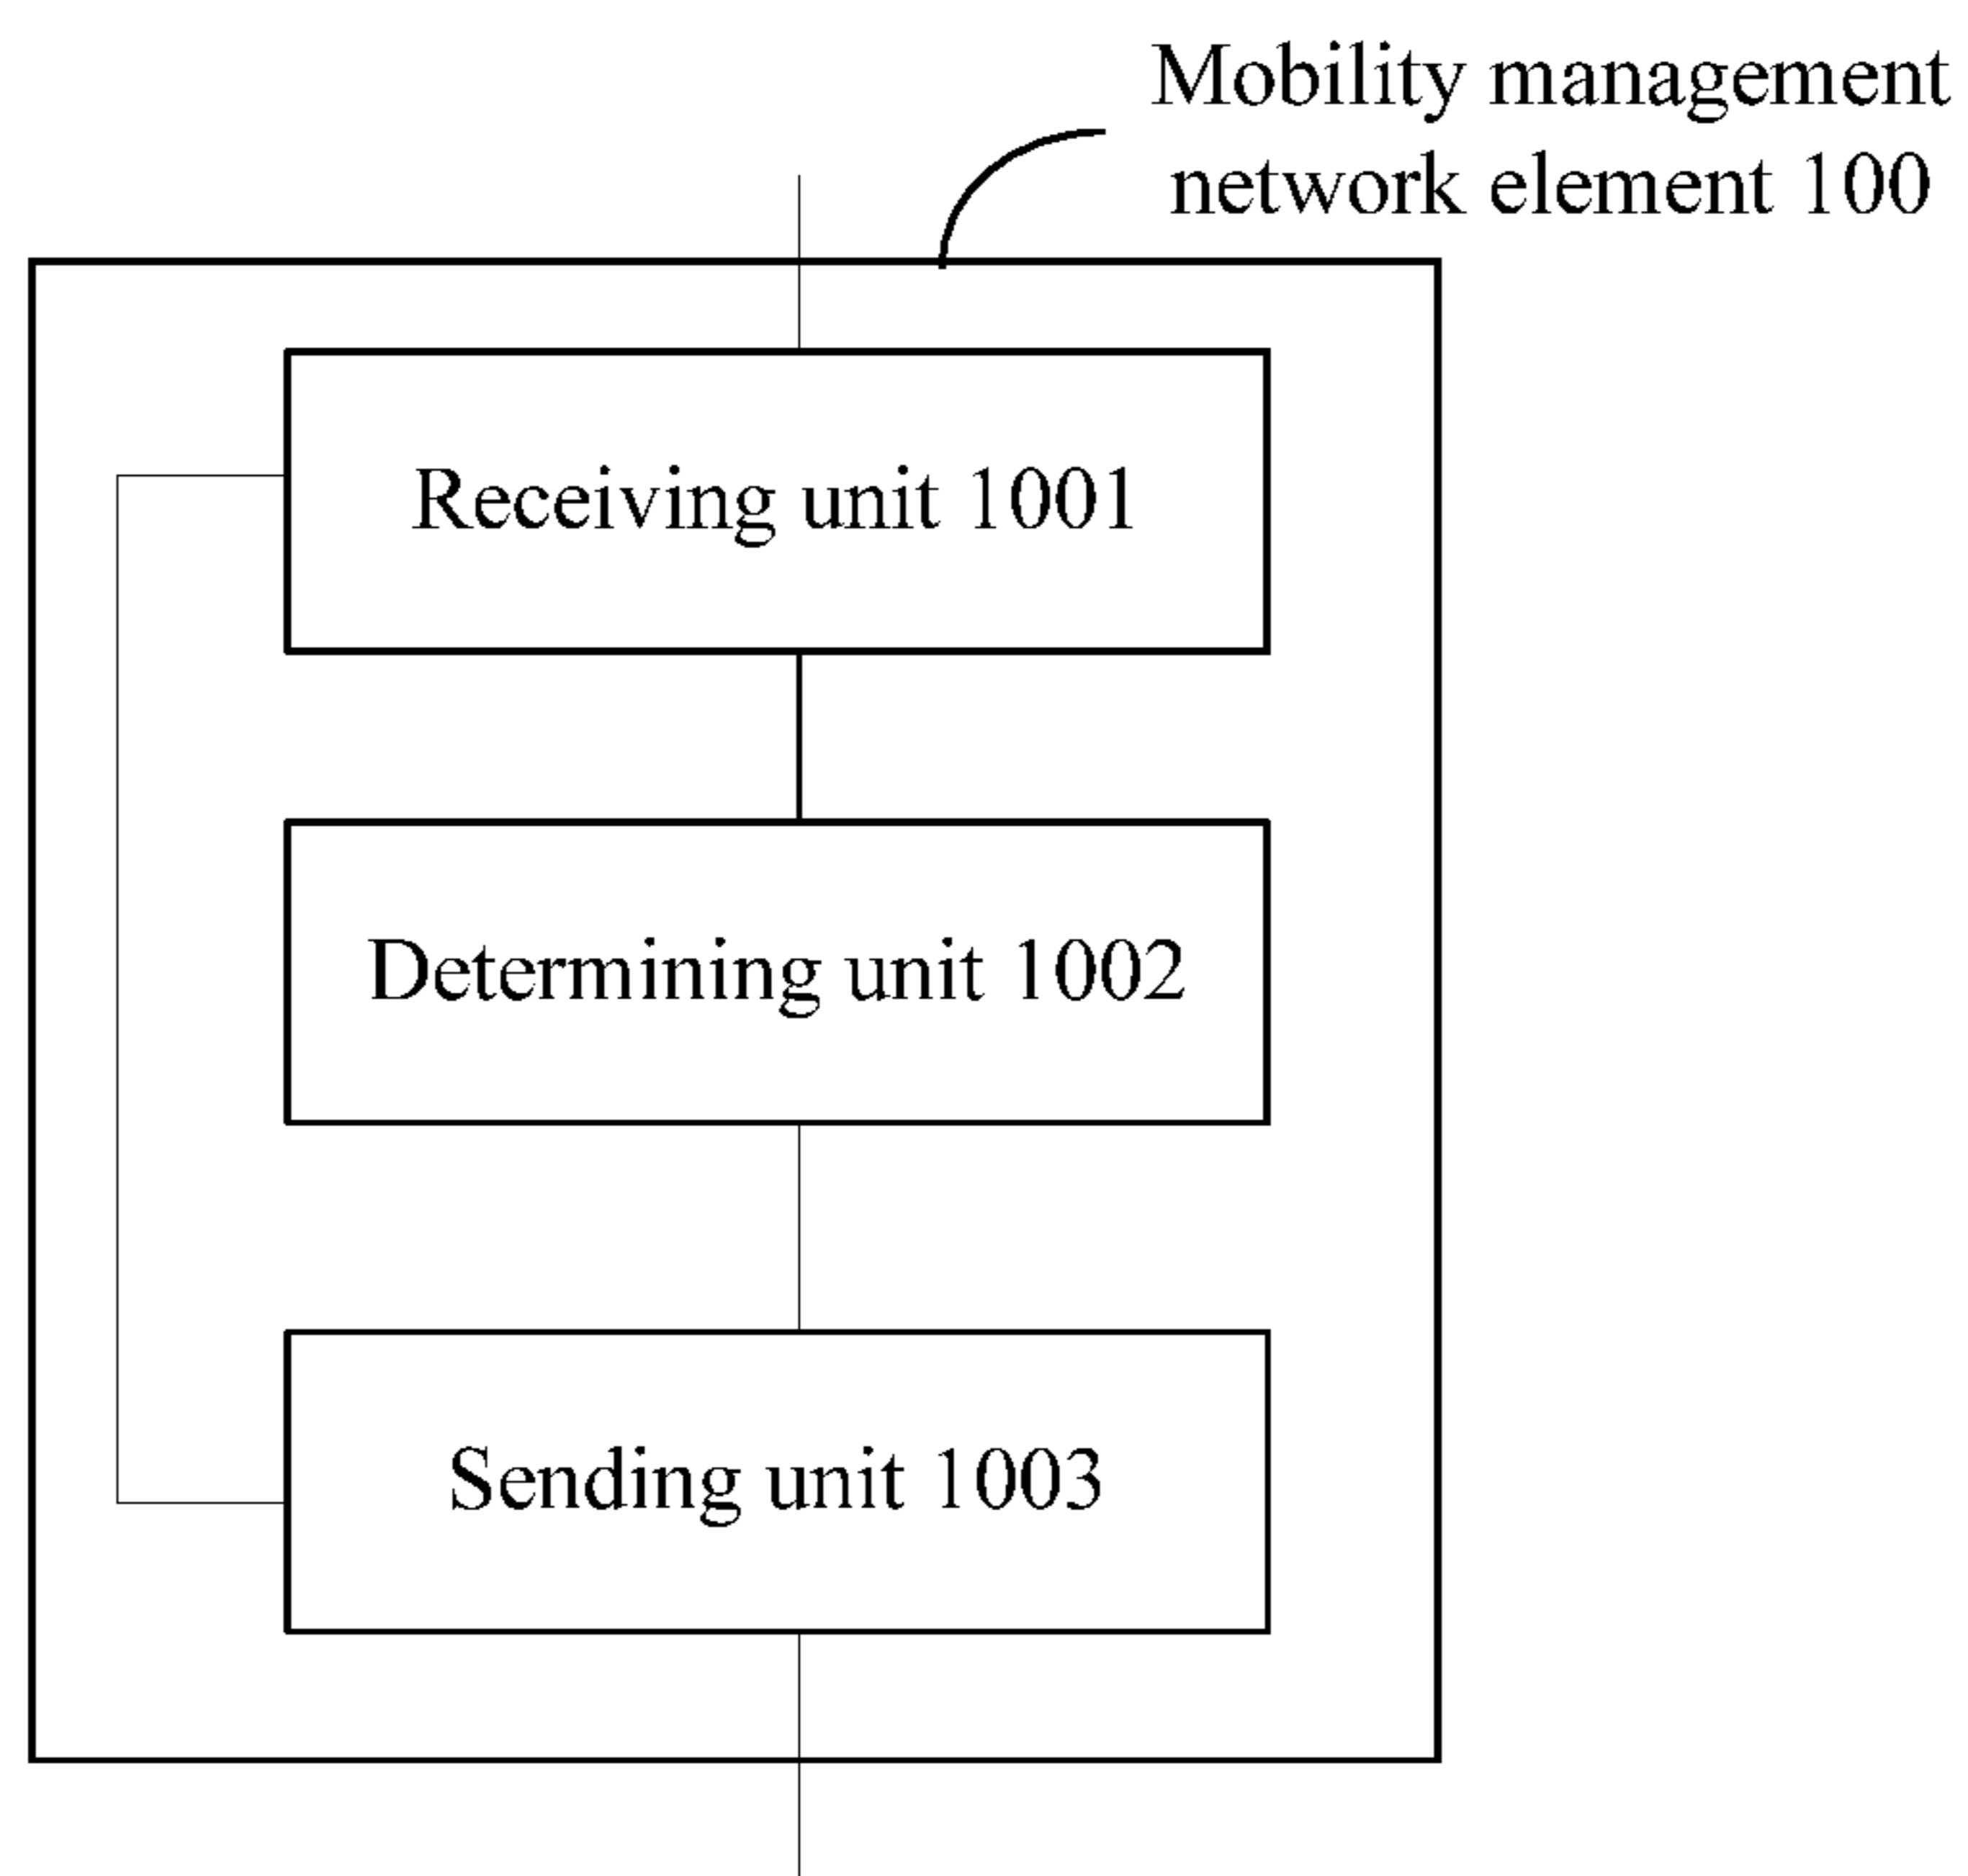 Mobility management
network element 100
Receiving unit 1001
Determining unit 1002
Sending unit 1003